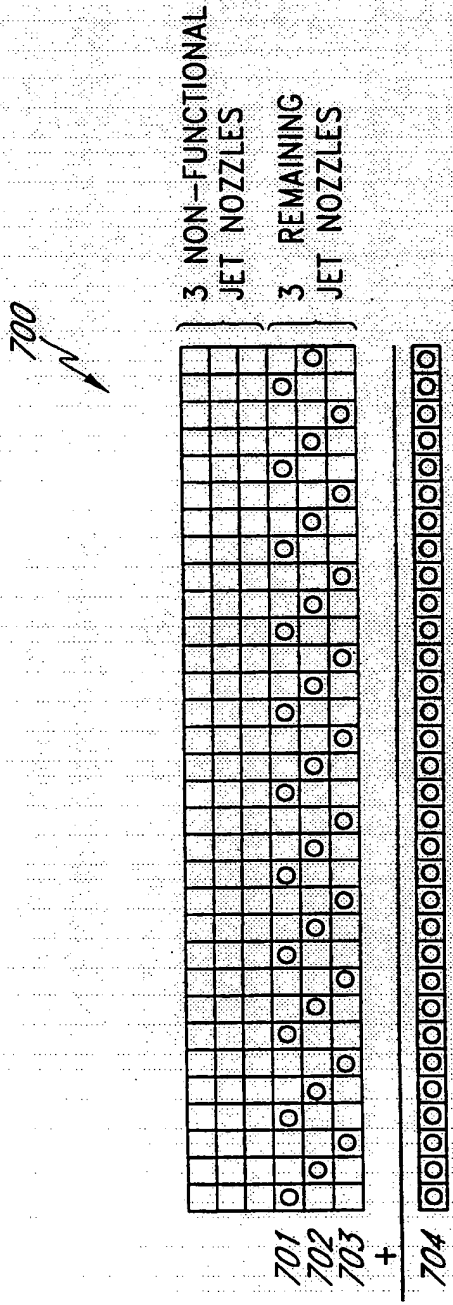 700
3 NON-FUNCTIONAL
JET NOZZLES
3 REMAINING
JET NOZZLES
701
702
703
+
704